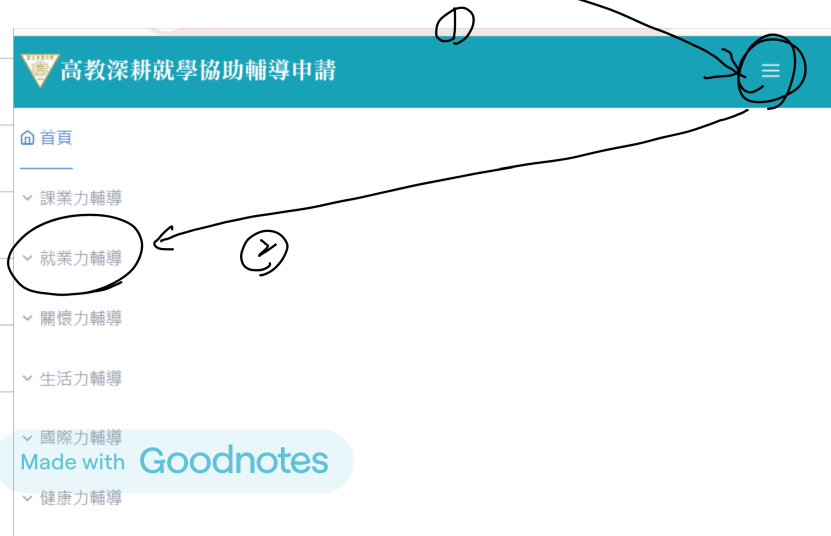 ①
高教深耕就學協助輔導申請
首頁
課業力輔導
就業力輔導
②
關懷力輔導
生活力輔導
國際力輔導
Made with Goodnotes
健康力輔導